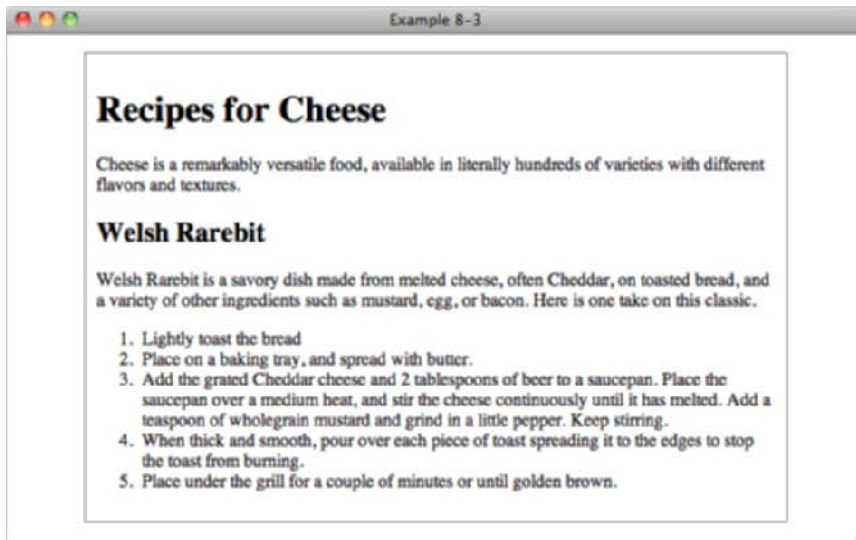 Example 8-3
Recipes for Cheese
Cheese is a remarkably versatile food, available in literally hundreds of varieties with different
flavors and textures.
Welsh Rarebit
Welsh Rarebit is a savory dish made from melted cheese, often Cheddar, on toasted bread, and
a variety of other ingredients such as mustard, egg, or bacon. Here is one take on this classic.
1. Lightly toast the bread
2. Place on a baking tray, and spread with butter.
3. Add the grated Cheddar cheese and 2 tablespoons of beer to a saucepan. Place the
saucepan over a medium heat, and stir the cheese continuously until it has melted. Add a
teaspoon of wholegrain mustard and grind in a little pepper. Keep stirring.
4. When thick and smooth, pour over each piece of toast spreading it to the edges to stop
the toast from burning.
5. Place under the grill for a couple of minutes or until golden brown.